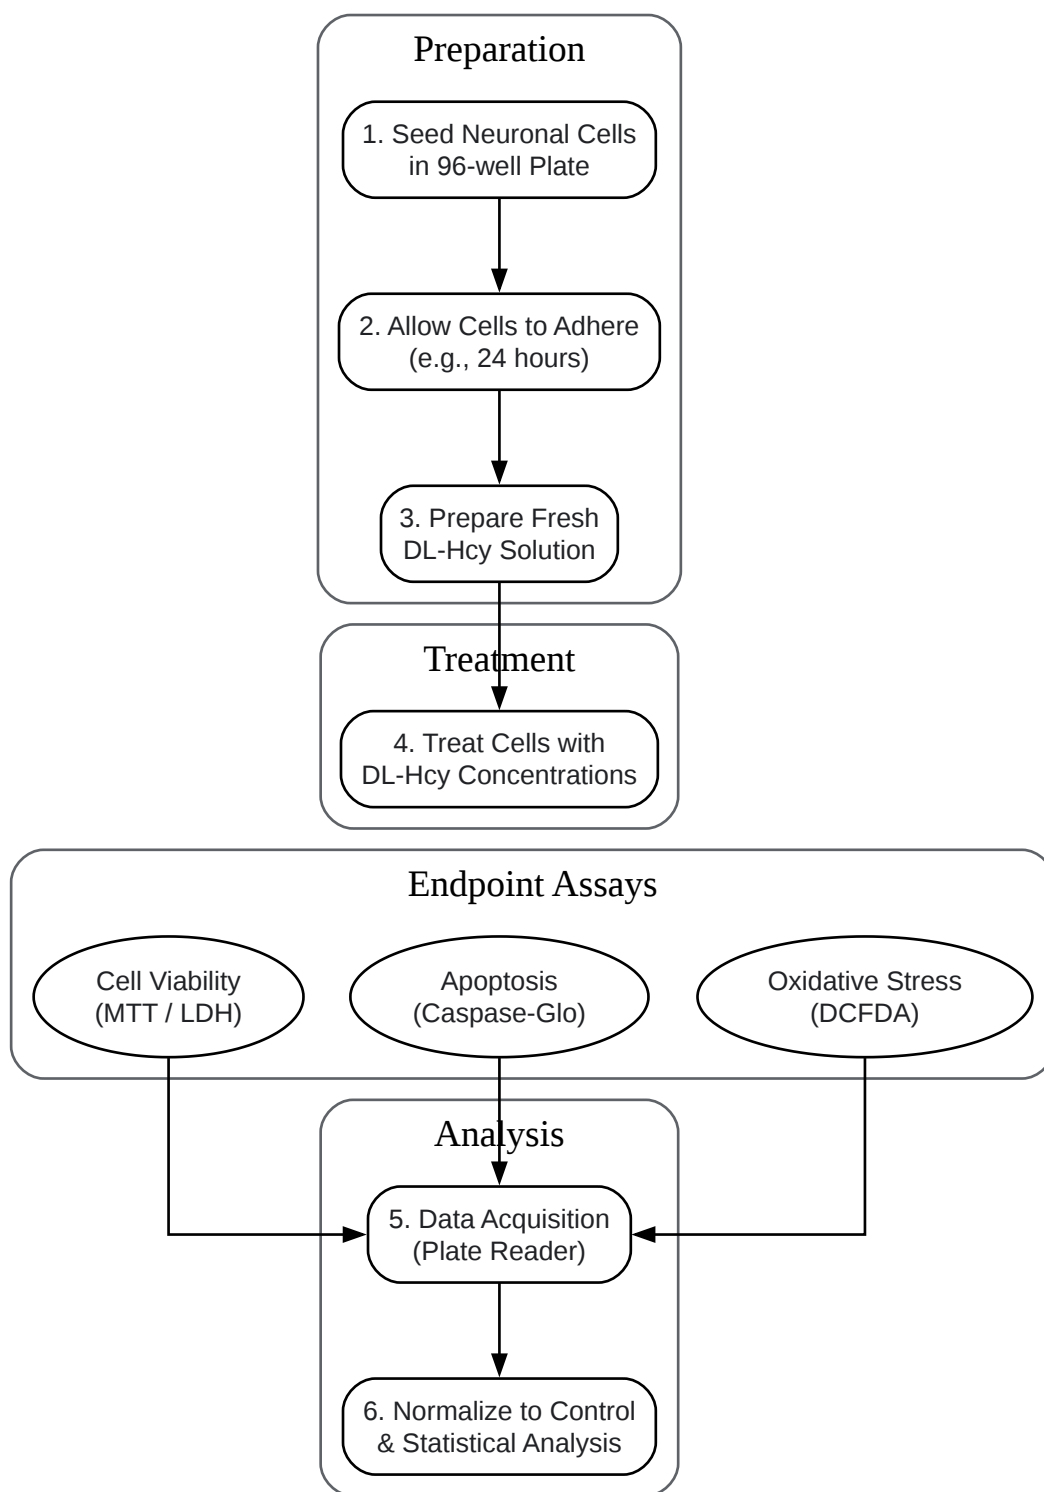 Preparation
1. Seed Neuronal Cells
in 96-well Plate
2. Allow Cells to Adhere
(e.g., 24 hours)
3. Prepare Fresh
DL-Hcy Solution
Treatment
4. Treat Cells with
DL-Hcy Concentrations
Endpoint Assays
Cell Viability
(MTT / LDH)
Apoptosis
(Caspase-Glo)
Oxidative Stress
(DCFDA)
Analysis
5. Data Acquisition
(Plate Reader)
6. Normalize to Control
& Statistical Analysis